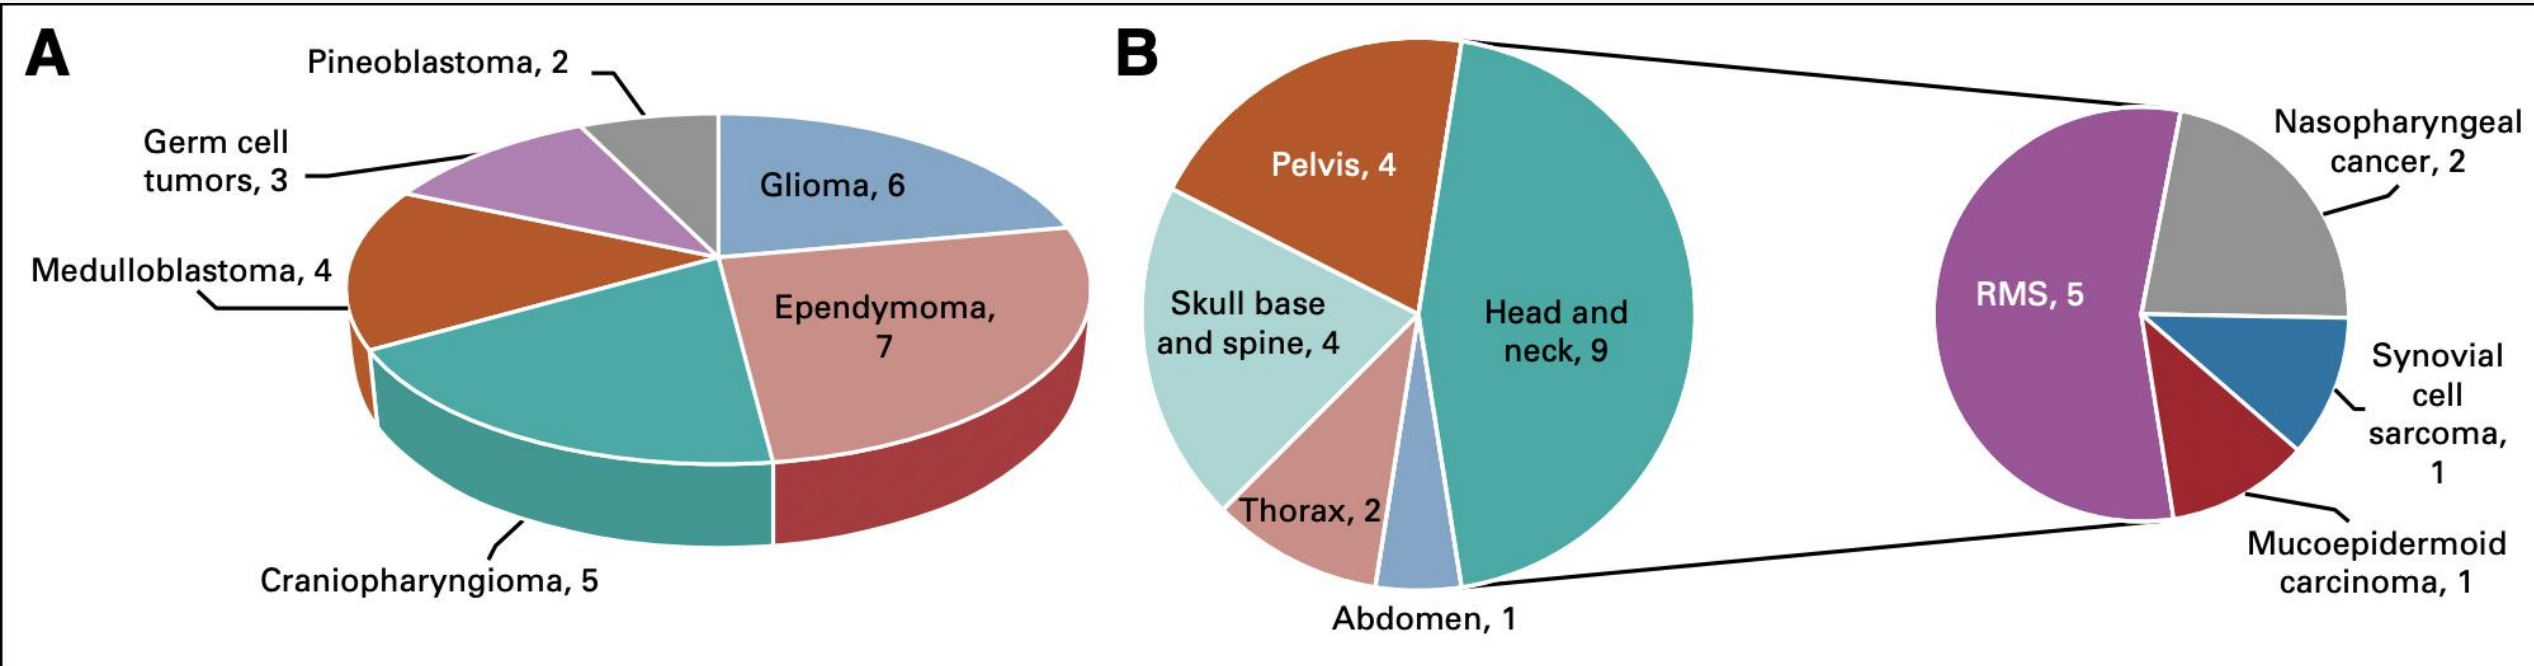 A
Pineoblastoma, 2
Germ cell
tumors, 3
Glioma, 6
Medulloblastoma, 4
Ependymoma,
7
Craniopharyngioma, 5
B
Pelvis, 4
Skull base
and spine, 4
Head and
neck, 9
Thorax, 2
Abdomen, 1
RMS, 5
Nasopharyngeal
cancer, 2
Synovial
cell
sarcoma,
1
Mucoepidermoid
carcinoma, 1